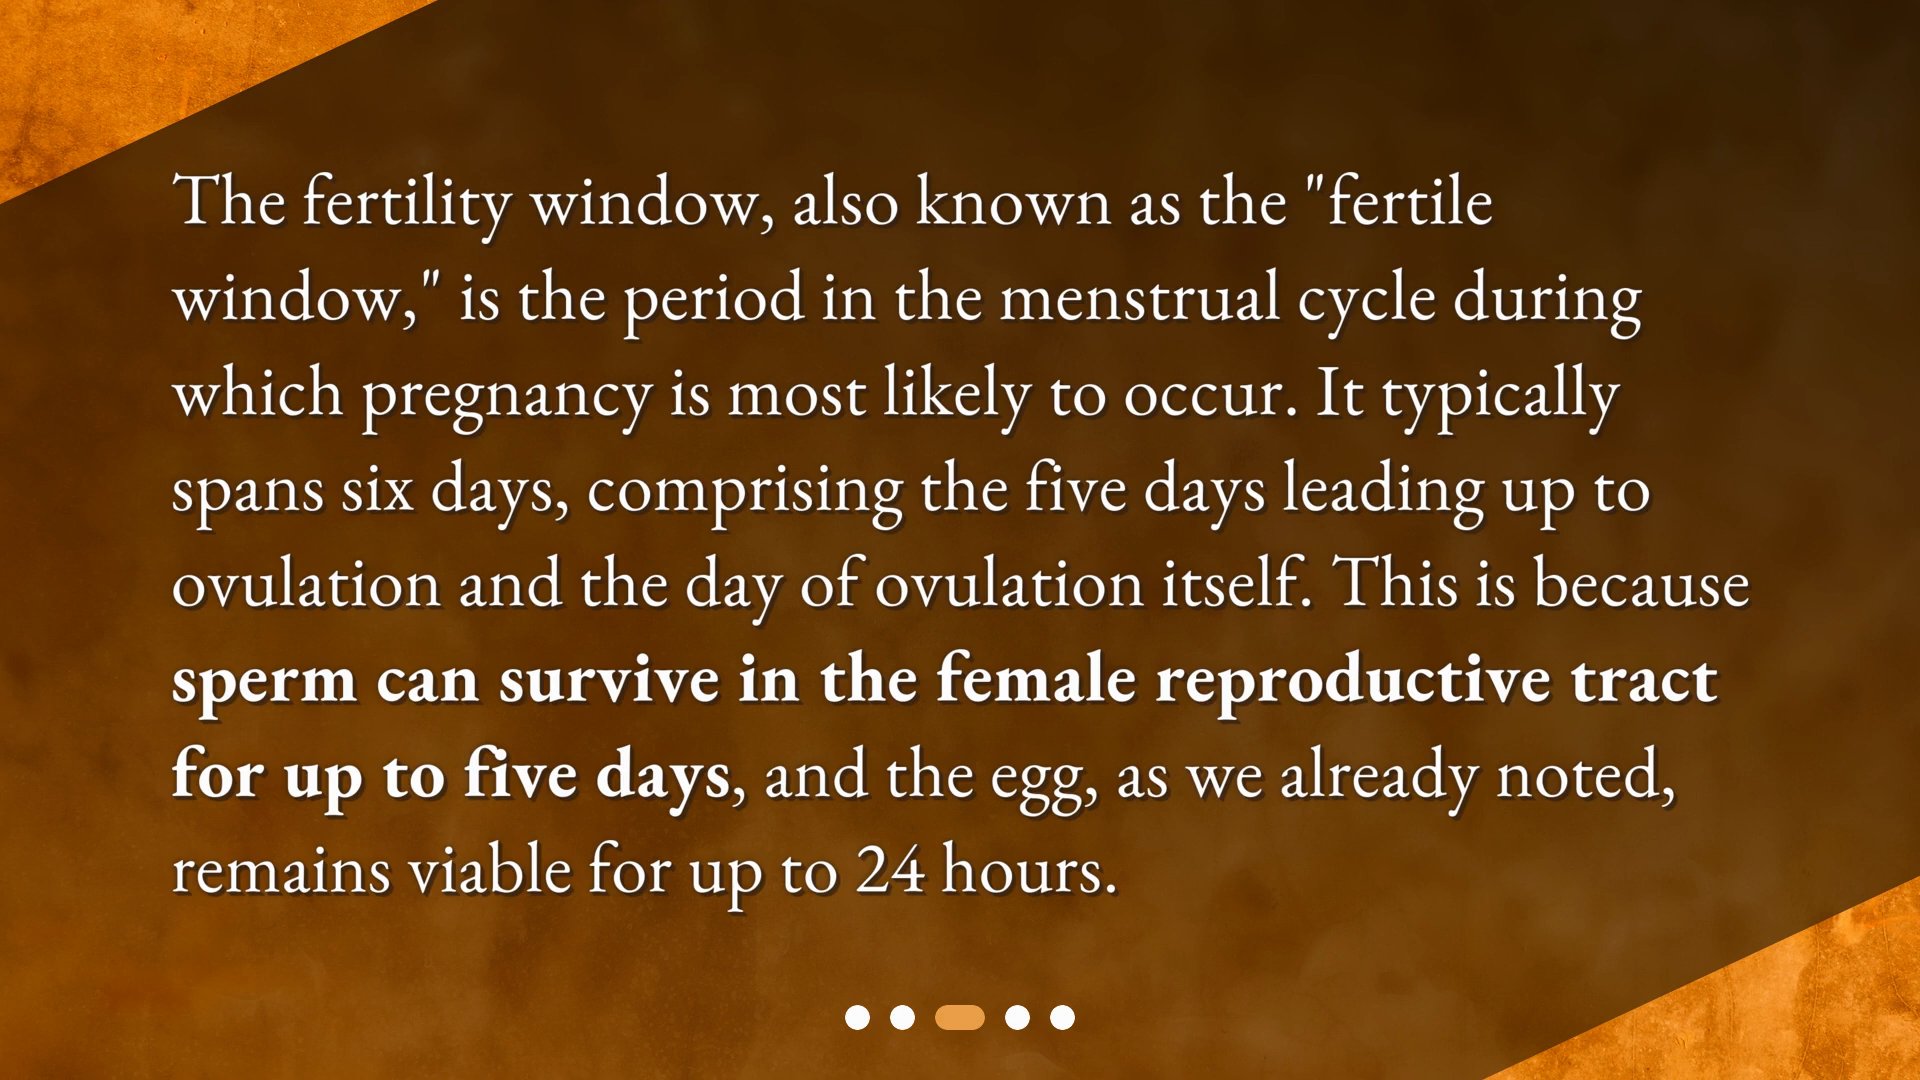 The fertility window, also known as the "fertile
window," is the period in the menstrual cycle during
which pregnancy is most likely to occur. It typically
spans six days, comprising the five days leading up to
ovulation and the day of ovulation itself. This is because
sperm can survive in the female reproductive tract
for up to five days, and the egg, as we already noted,
remains viable for up to 24 hours.